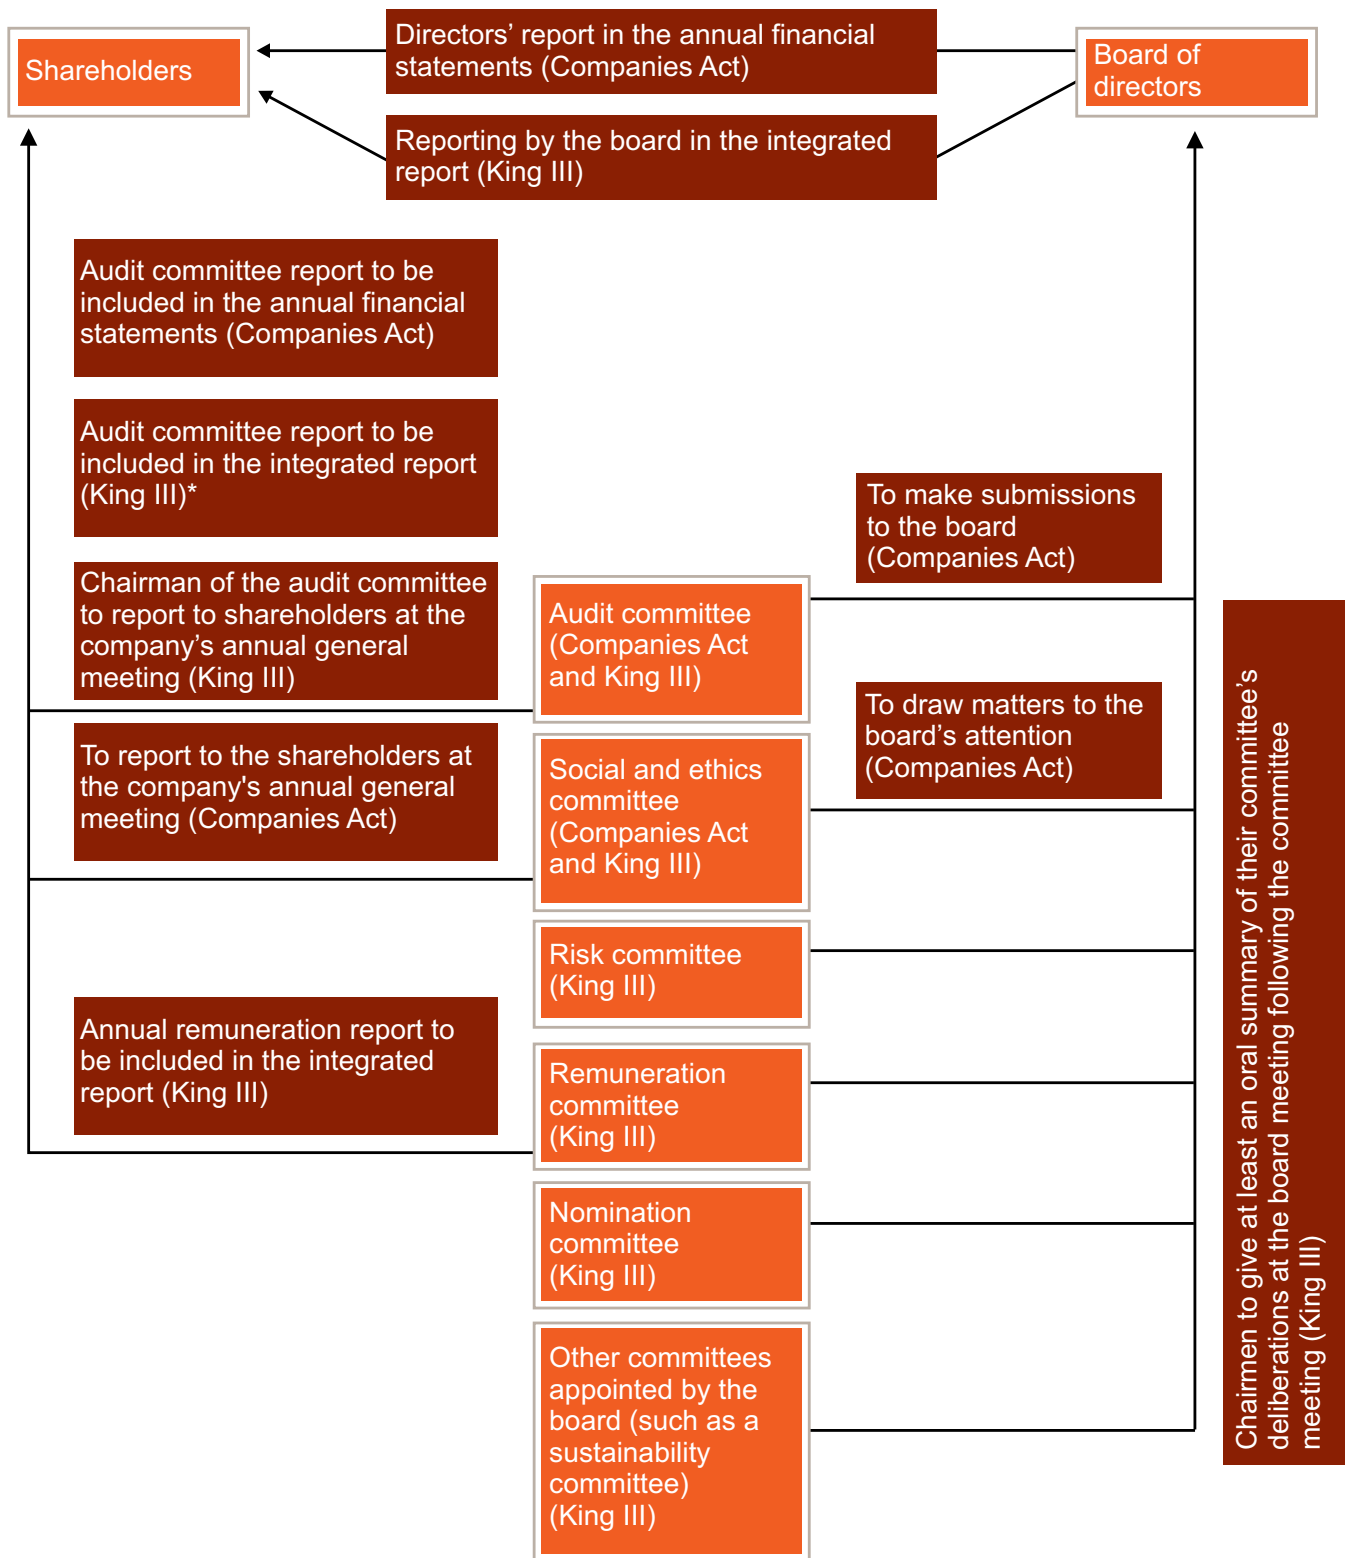 Shareholders
Directors’ report in the annual financial
statements (Companies Act)
Board of
directors
Reporting by the board in the integrated
report (King III)
Audit committee report to be
included in the annual financial
statements (Companies Act)
Audit committee report to be
included in the integrated report
(King III)*
Chairman of the audit committee
to report to shareholders at the
company’s annual general
meeting (King III)
To report to the shareholders at
the company's annual general
meeting (Companies Act)
Annual remuneration report to
be included in the integrated
report (King III)
Audit committee
(Companies Act
and King III)
Social and ethics
committee
(Companies Act
and King III)
Risk committee
(King III)
Remuneration
committee
(King III)
Nomination
committee
(King III)
Other committees
appointed by the
board (such as a
sustainability
committee)
(King III)
To make submissions
to the board
(Companies Act)
To draw matters to the
board’s attention
(Companies Act)
Chairmen to give at least an oral summary of their committee’s
deliberations at the board meeting following the committee
meeting (King III)